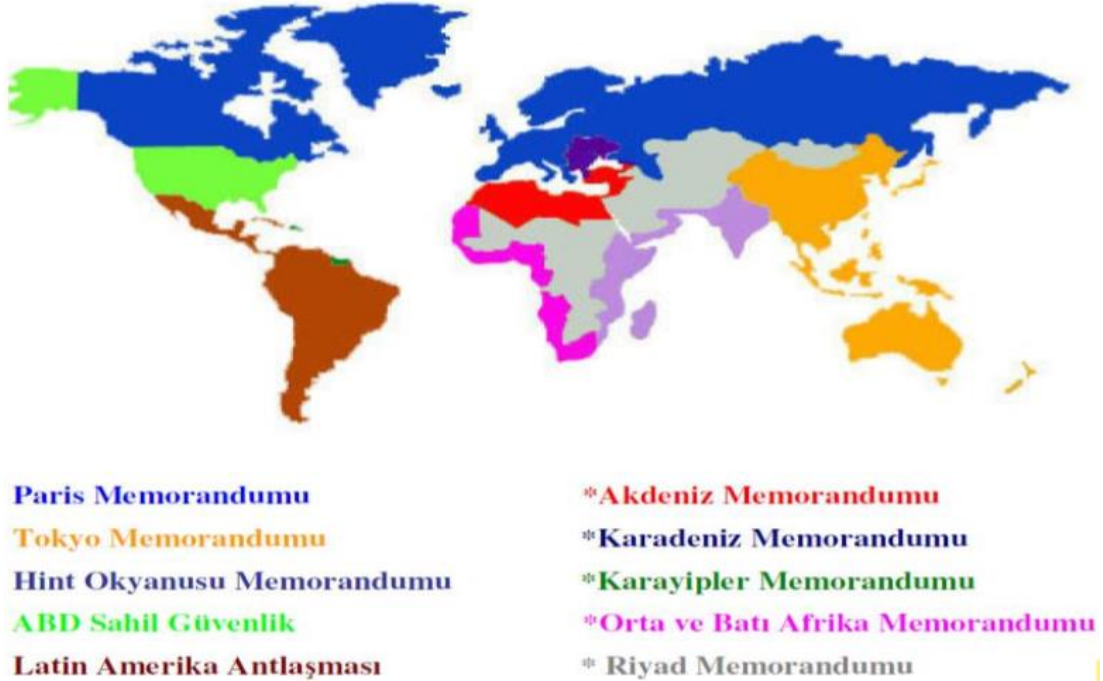 Paris Memorandumu
Tokyo Memorandumu
Hint Okyanusu Memorandumu
ABD Sahil Güvenlik
Latin Amerika Antlaşması
*Akdeniz Memorandumu
*Karadeniz Memorandumu
*Karayipler Memorandumu
*Orta ve Batı Afrika Memorandumu
* Riyad Memorandumu